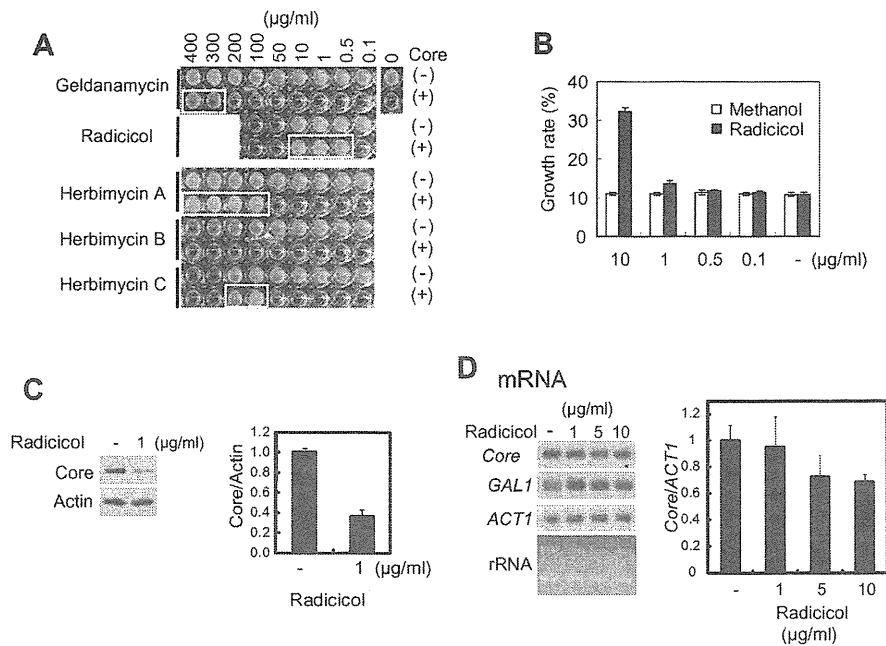 A
(µg/ml)
400 300 200 100 50 10 1 0.5 0.1 0 Core
Geldanamycin
(-)
(+)
Radicicol
(-)
(+)
Herbimycin A
(-)
(+)
Herbimycin B
(-)
(+)
Herbimycin C
(-)
(+)
B
Growth rate (%)
40
30
20
10
0
Methanol
Radicicol
10 1 0.5 0.1 - (µg/ml)
C
Radicicol - 1 (µg/ml)
Core
Actin
Core/Actin
1.2
1.0
0.8
0.6
0.4
0.2
0.0
- 1 (µg/ml)
Radicicol
D
mRNA
(µg/ml)
Radicicol - 1 5 10
Core
GAL1
ACT1
rRNA
Core/ACT1
1.2
1
0.8
0.6
0.4
0.2
0
- 1 5 10
Radicicol
(µg/ml)